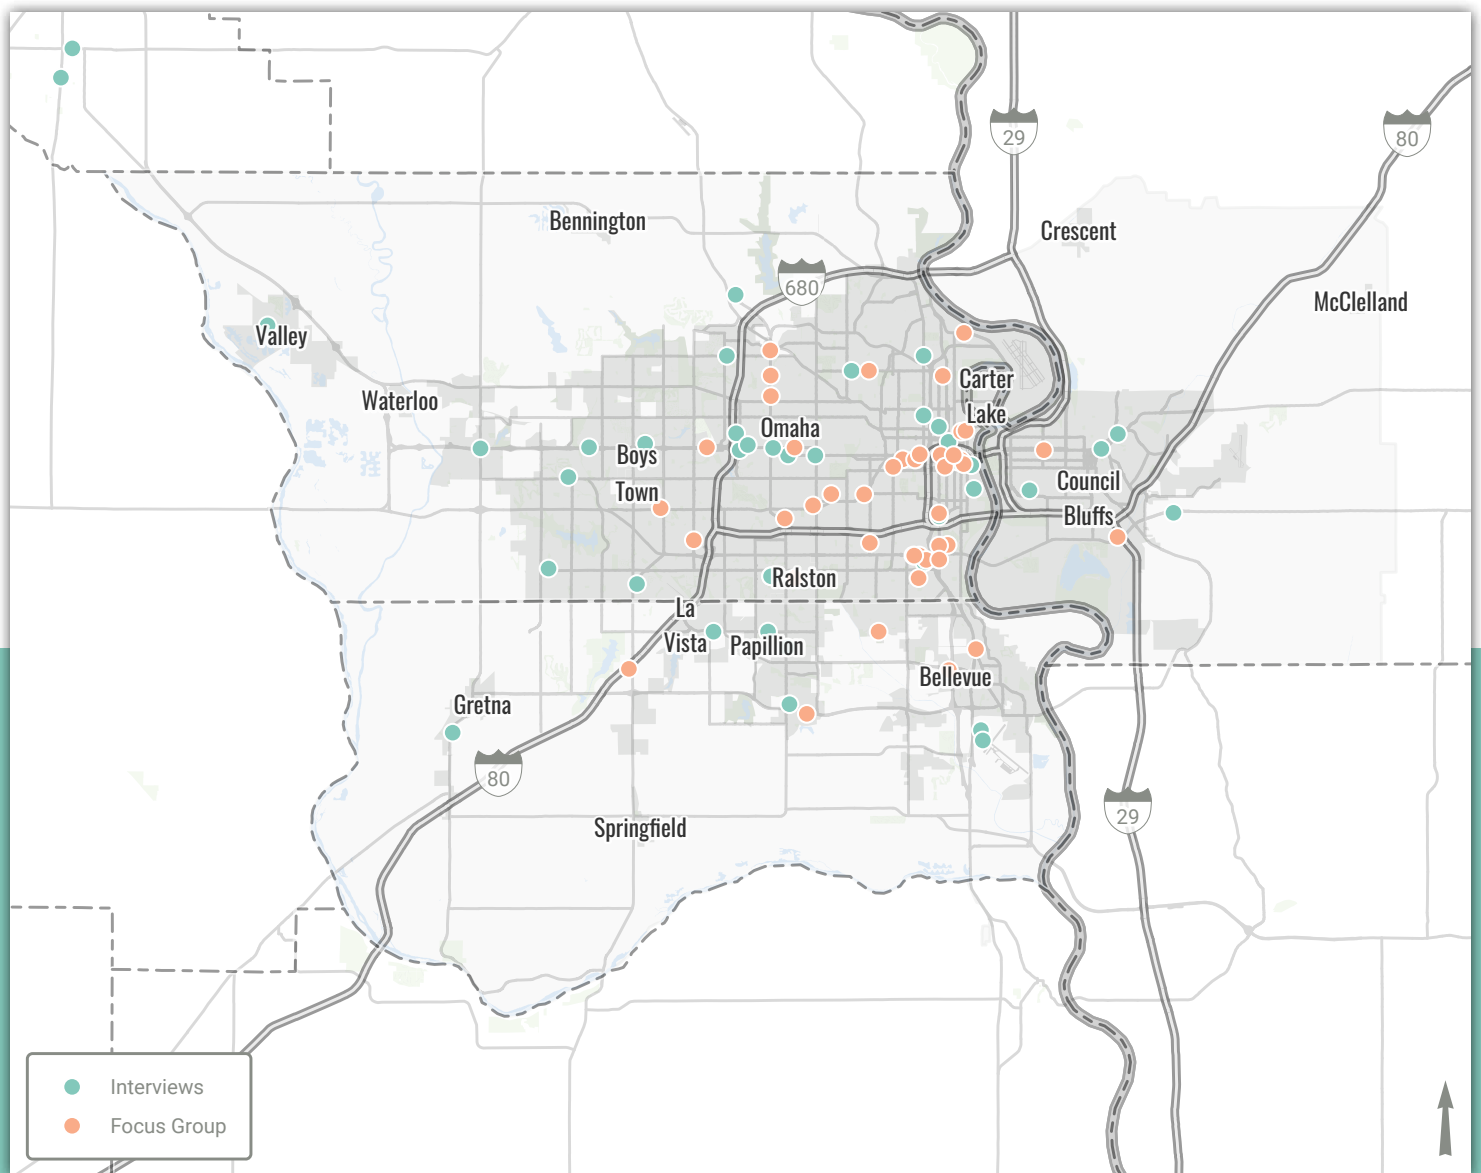 29
80
Bennington
Crescent
680
McClelland
Valley
Carter
Lake
Waterloo
Omaha
Boys
Town
Council
Bluffs
Ralston
La
Vista
Papillion
Bellevue
Gretna
80
29
Springfield
Interviews
Focus Group